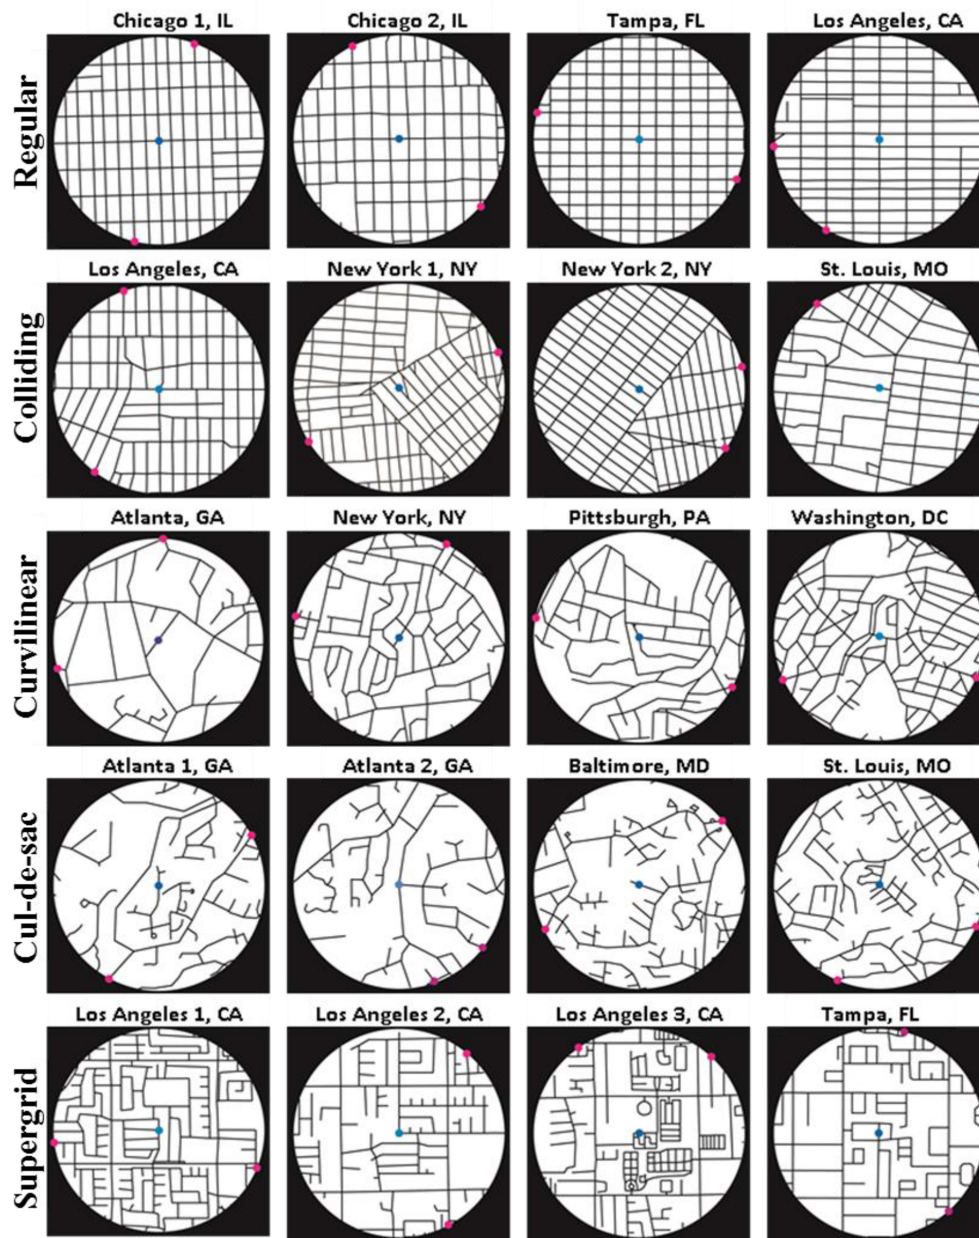 Chicago 1, IL Chicago 2, IL Tampa, FL Los Angeles, CA
Regular
Los Angeles, CA New York 1, NY New York 2, NY St. Louis, MO
Colliding
Atlanta, GA New York, NY Pittsburgh, PA Washington, DC
Curvilinear
Atlanta 1, GA Atlanta 2, GA Baltimore, MD St. Louis, MO
Cul-de-sac
Los Angeles 1, CA Los Angeles 2, CA Los Angeles 3, CA Tampa, FL
Supergrid